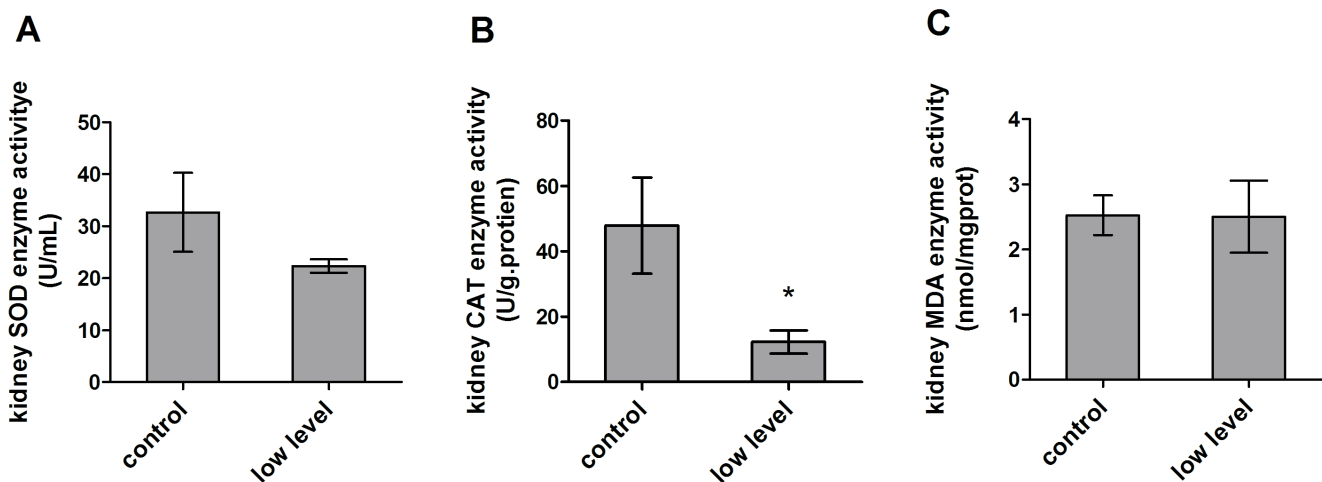 A
kidney SOD enzyme activitye
(U/mL)
50
40
30
20
10
0
control
low level
B
kidney CAT enzyme activity
(U/g.protien)
80
60
40
20
0
*
control
low level
C
kidney MDA enzyme activity
(nmol/mgprot)
4
3
2
1
0
control
low level